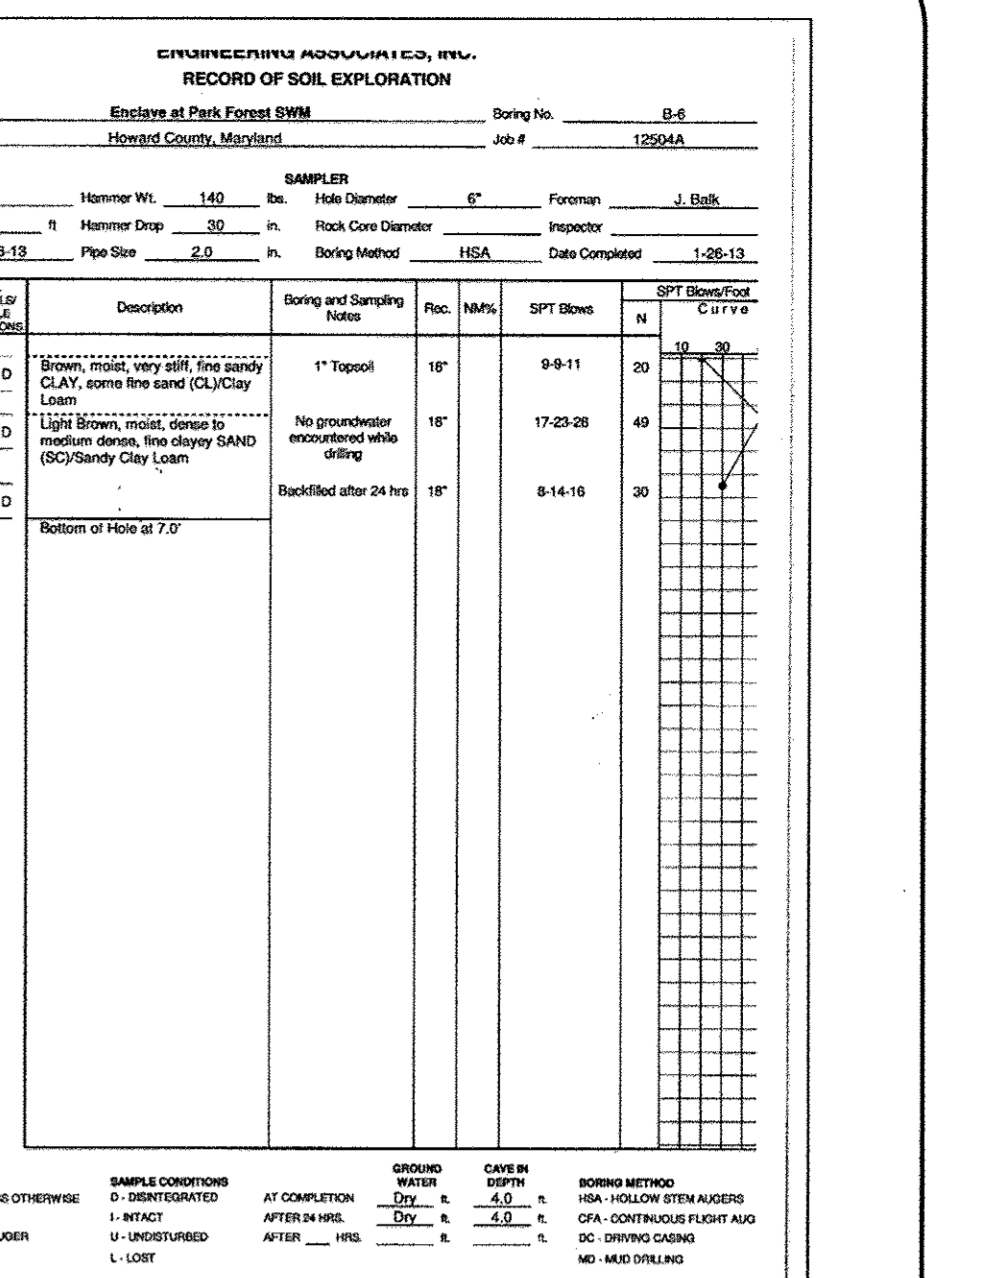 ENGINEERING ASSOCIATES, INC.
RECORD OF SOIL EXPLORATION
Enclave at Park Forest SWM Boring No. B-6
Howard County, Maryland Job # 12504A
SAMPLER
Hammer Wt. 140 lbs. Hole Diameter 6" Foreman J. Balk
ft Hammer Drop 30 in. Rock Core Diameter Inspector
-13 Pipe Size 2.0 in. Boring Method HSA Date Completed 1-26-13
Description Boring and Sampling Notes Rec. NM% SPT Blows N SPT Blows/Foot Curve
10 30
D Brown, moist, very stiff, fine sandy 1" Topsoil 18" 9-9-11 20
CLAY, some fine sand (CL)/Clay
Loam
D Light Brown, moist, dense to No groundwater 18" 17-23-26 49
medium dense, fine clayey SAND encountered while
(SC)/Sandy Clay Loam drilling
D Backfilled after 24 hrs 18" 8-14-16 30
Bottom of Hole at 7.0'
GROUND WATER CAVE IN DEPTH
SAMPLE CONDITIONS BORING METHOD
S OTHERWISE D - DISINTEGRATED AT COMPLETION Dry ft. 4.0 ft. HSA - HOLLOW STEM AUGERS
I - INTACT AFTER 24 HRS. Dry ft. 4.0 ft. CFA - CONTINUOUS FLIGHT AUG
UGER U - UNDISTURBED AFTER ___ HRS. ft. ft. DC - DRIVING CASING
L - LOST MD - MUD DRILLING